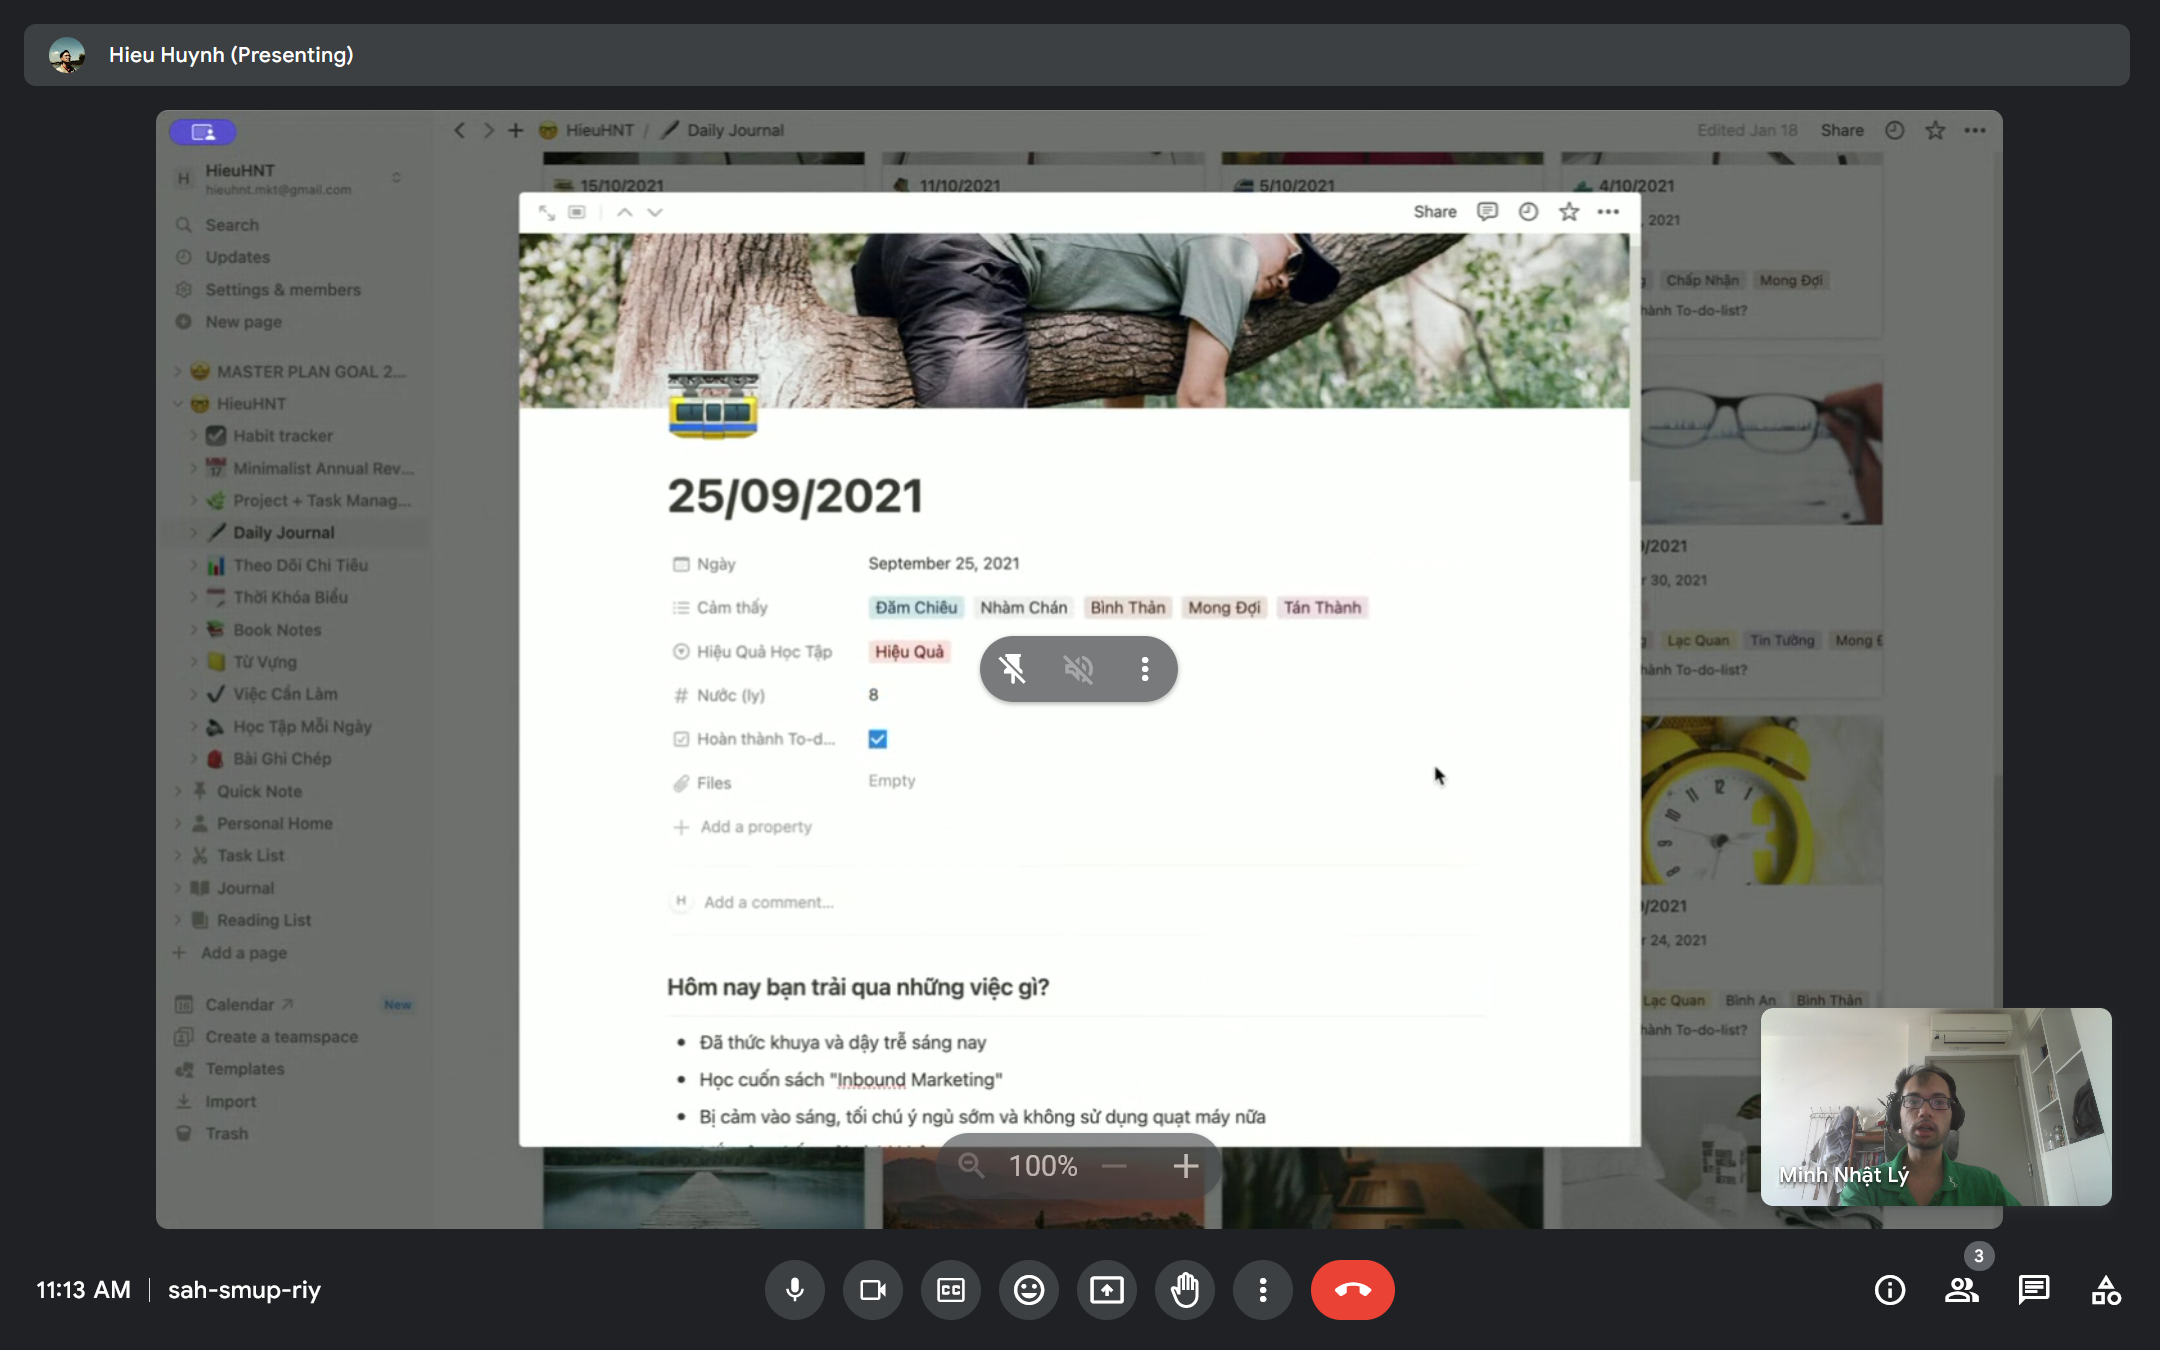 Hieu Huynh (Presenting)
HieuHNT / Daily Journal
Edited Jan 18 Share
HieuHNT
hieuhnt.mkt@gmail.com
Search
Updates
Settings & members
New page
MASTER PLAN GOAL 2...
HieuHNT
Habit tracker
Minimalist Annual Rev...
Project + Task Manag...
Daily Journal
Theo Dõi Chi Tiêu
Thời Khóa Biểu
Book Notes
Từ Vựng
Việc Cần Làm
Học Tập Mỗi Ngày
Bài Ghi Chép
Quick Note
Personal Home
Task List
Journal
Reading List
Add a page
Calendar New
Create a teamspace
Templates
Import
Trash
15/10/2021
11/10/2021
5/10/2021
4/10/2021
Share
25/09/2021
Ngày September 25, 2021
Cảm thấy Đăm Chiêu Nhàm Chán Bình Thản Mong Đợi Tán Thành
Hiệu Quả Học Tập Hiệu Quả
# Nước (ly) 8
Hoàn thành To-d...
Files Empty
Add a property
H Add a comment...
Hôm nay bạn trải qua những việc gì?
Đã thức khuya và dậy trễ sáng nay
Học cuốn sách "Inbound Marketing"
Bị cảm vào sáng, tối chú ý ngủ sớm và không sử dụng quạt máy nữa
, 2021
Chấp Nhận Mong Đợi
hành To-do-list?
/2021
r 30, 2021
Lạc Quan Tin Tưởng Mong Đ
hành To-do-list?
/2021
r 24, 2021
Lạc Quan Bình An Bình Thản
hành To-do-list?
100%
Minh Nhật Lý
11:13 AM
sah-smup-riy
CC
3